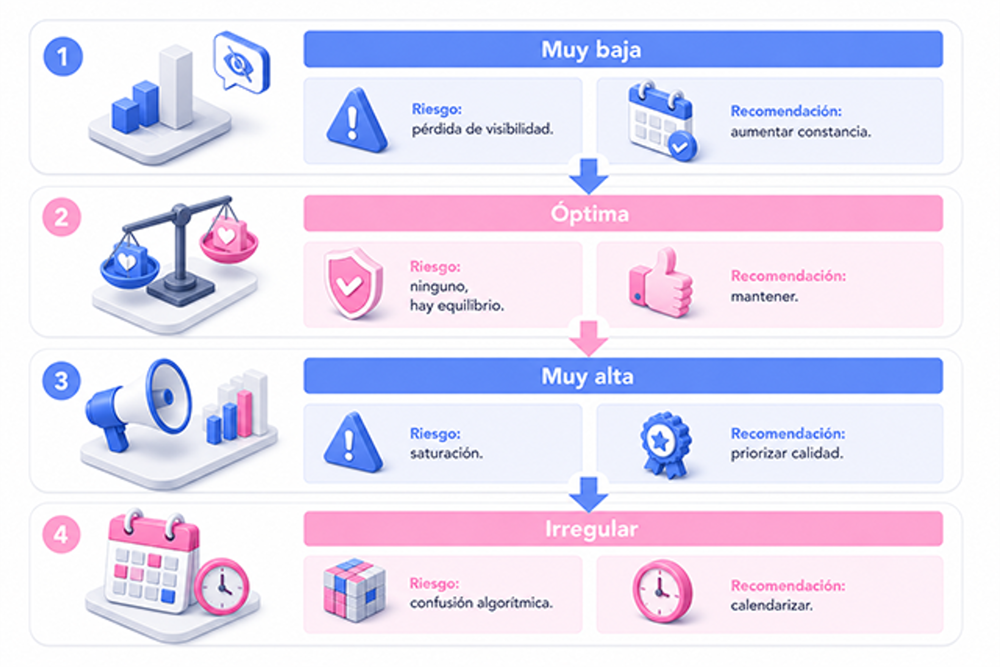 1
Muy baja
Riesgo:
pérdida de visibilidad.
Recomendación:
aumentar constancia.
2
Óptima
Riesgo:
ninguno,
hay equilibrio.
Recomendación:
mantener.
3
Muy alta
Riesgo:
saturación.
Recomendación:
priorizar calidad.
4
Irregular
Riesgo:
confusión algorítmica.
Recomendación:
calendarizar.